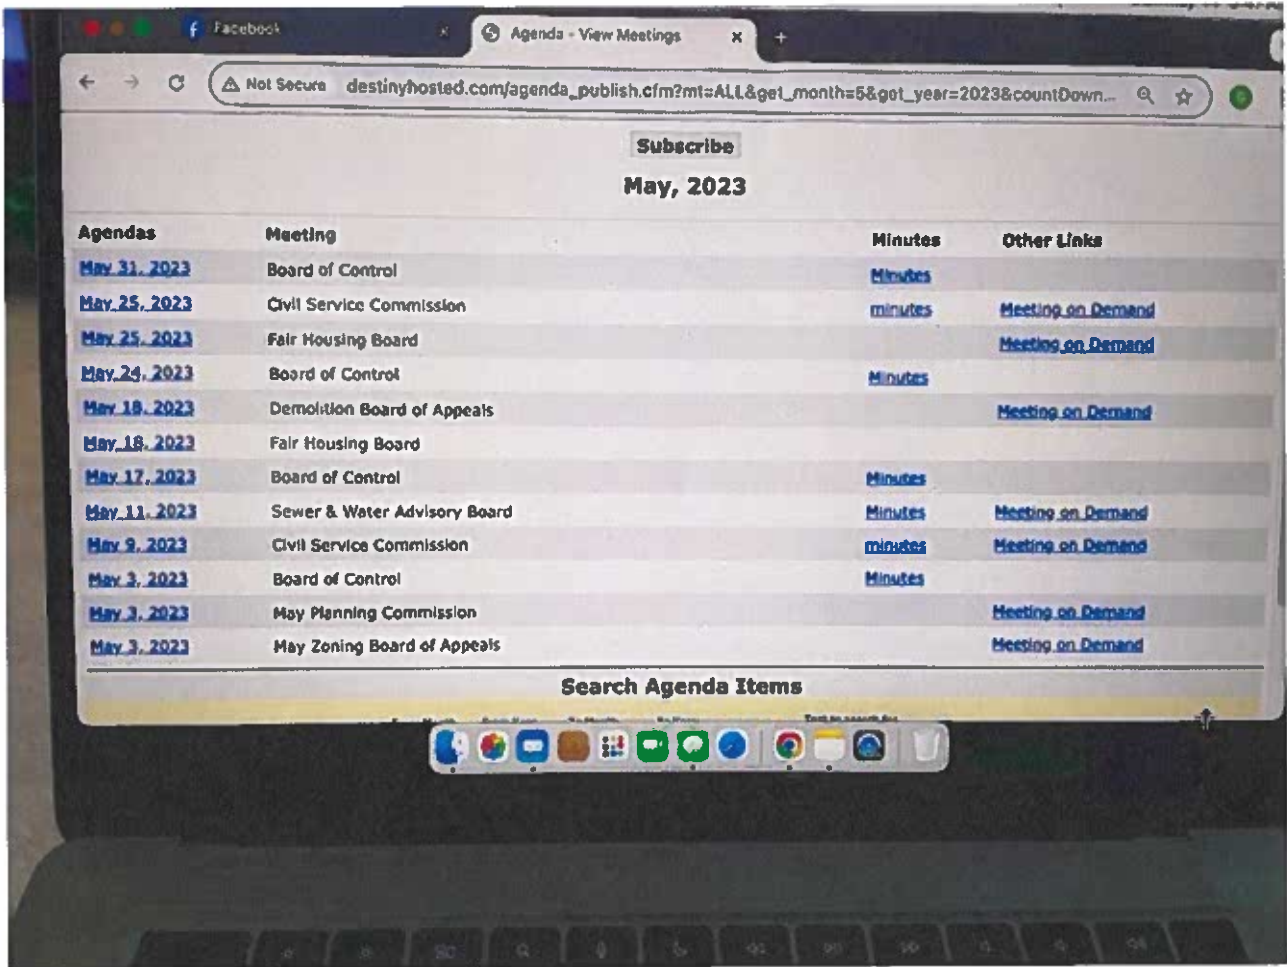 Facebook × Agenda - View Meetings × +
Not Secure destinyhosted.com/agenda_publish.cfm?mt=ALL&get_month=5&get_year=2023&countDown...
Subscribe
May, 2023
Agendas Meeting Minutes Other Links
May 31, 2023 Board of Control Minutes
May 25, 2023 Civil Service Commission minutes Meeting on Demand
May 25, 2023 Fair Housing Board Meeting on Demand
May 24, 2023 Board of Control Minutes
May 18, 2023 Demolition Board of Appeals Meeting on Demand
May 18, 2023 Fair Housing Board
May 17, 2023 Board of Control Minutes
May 11, 2023 Sewer & Water Advisory Board Minutes Meeting on Demand
May 9, 2023 Civil Service Commission minutes Meeting on Demand
May 3, 2023 Board of Control Minutes
May 3, 2023 May Planning Commission Meeting on Demand
May 3, 2023 May Zoning Board of Appeals Meeting on Demand
Search Agenda Items